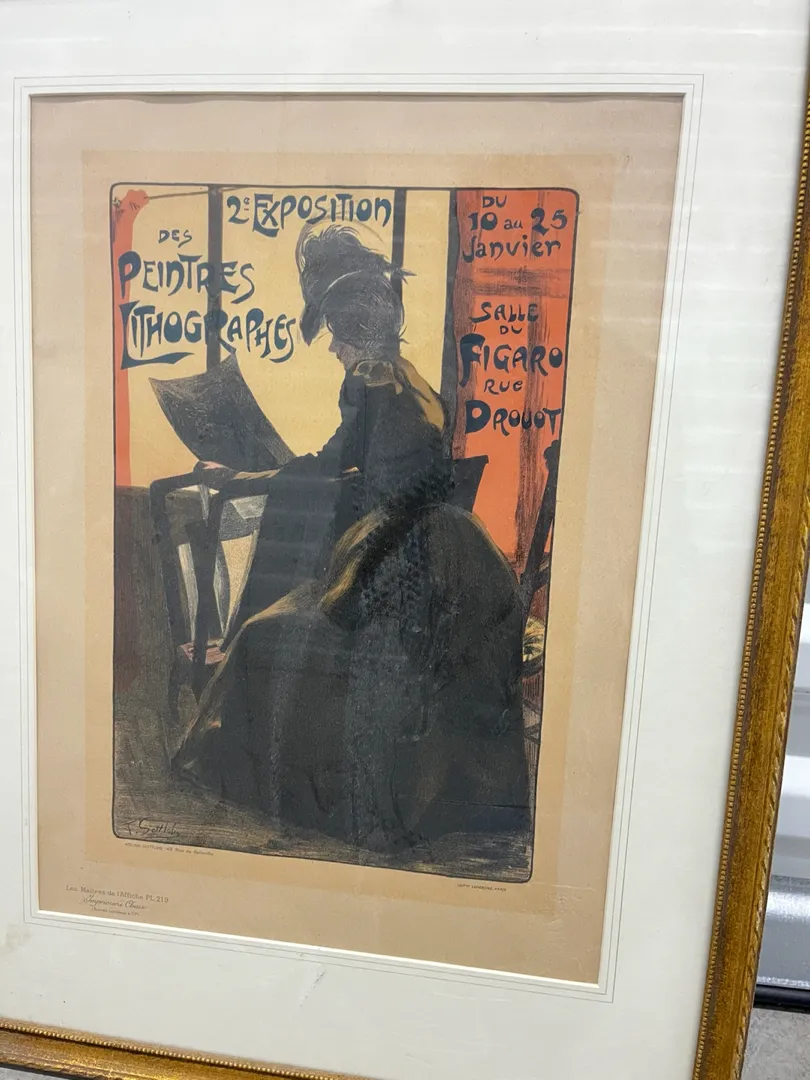 2e EXPOSITION
DES
PEINTRES
LITHOGRAPHES
DU
10 au 25
Janvier
SALLE
DU
FIGARO
RUE
DROUOT
F. Gottlob
Les Maîtres de l'Affiche PL. 219
Imprimerie Chaix